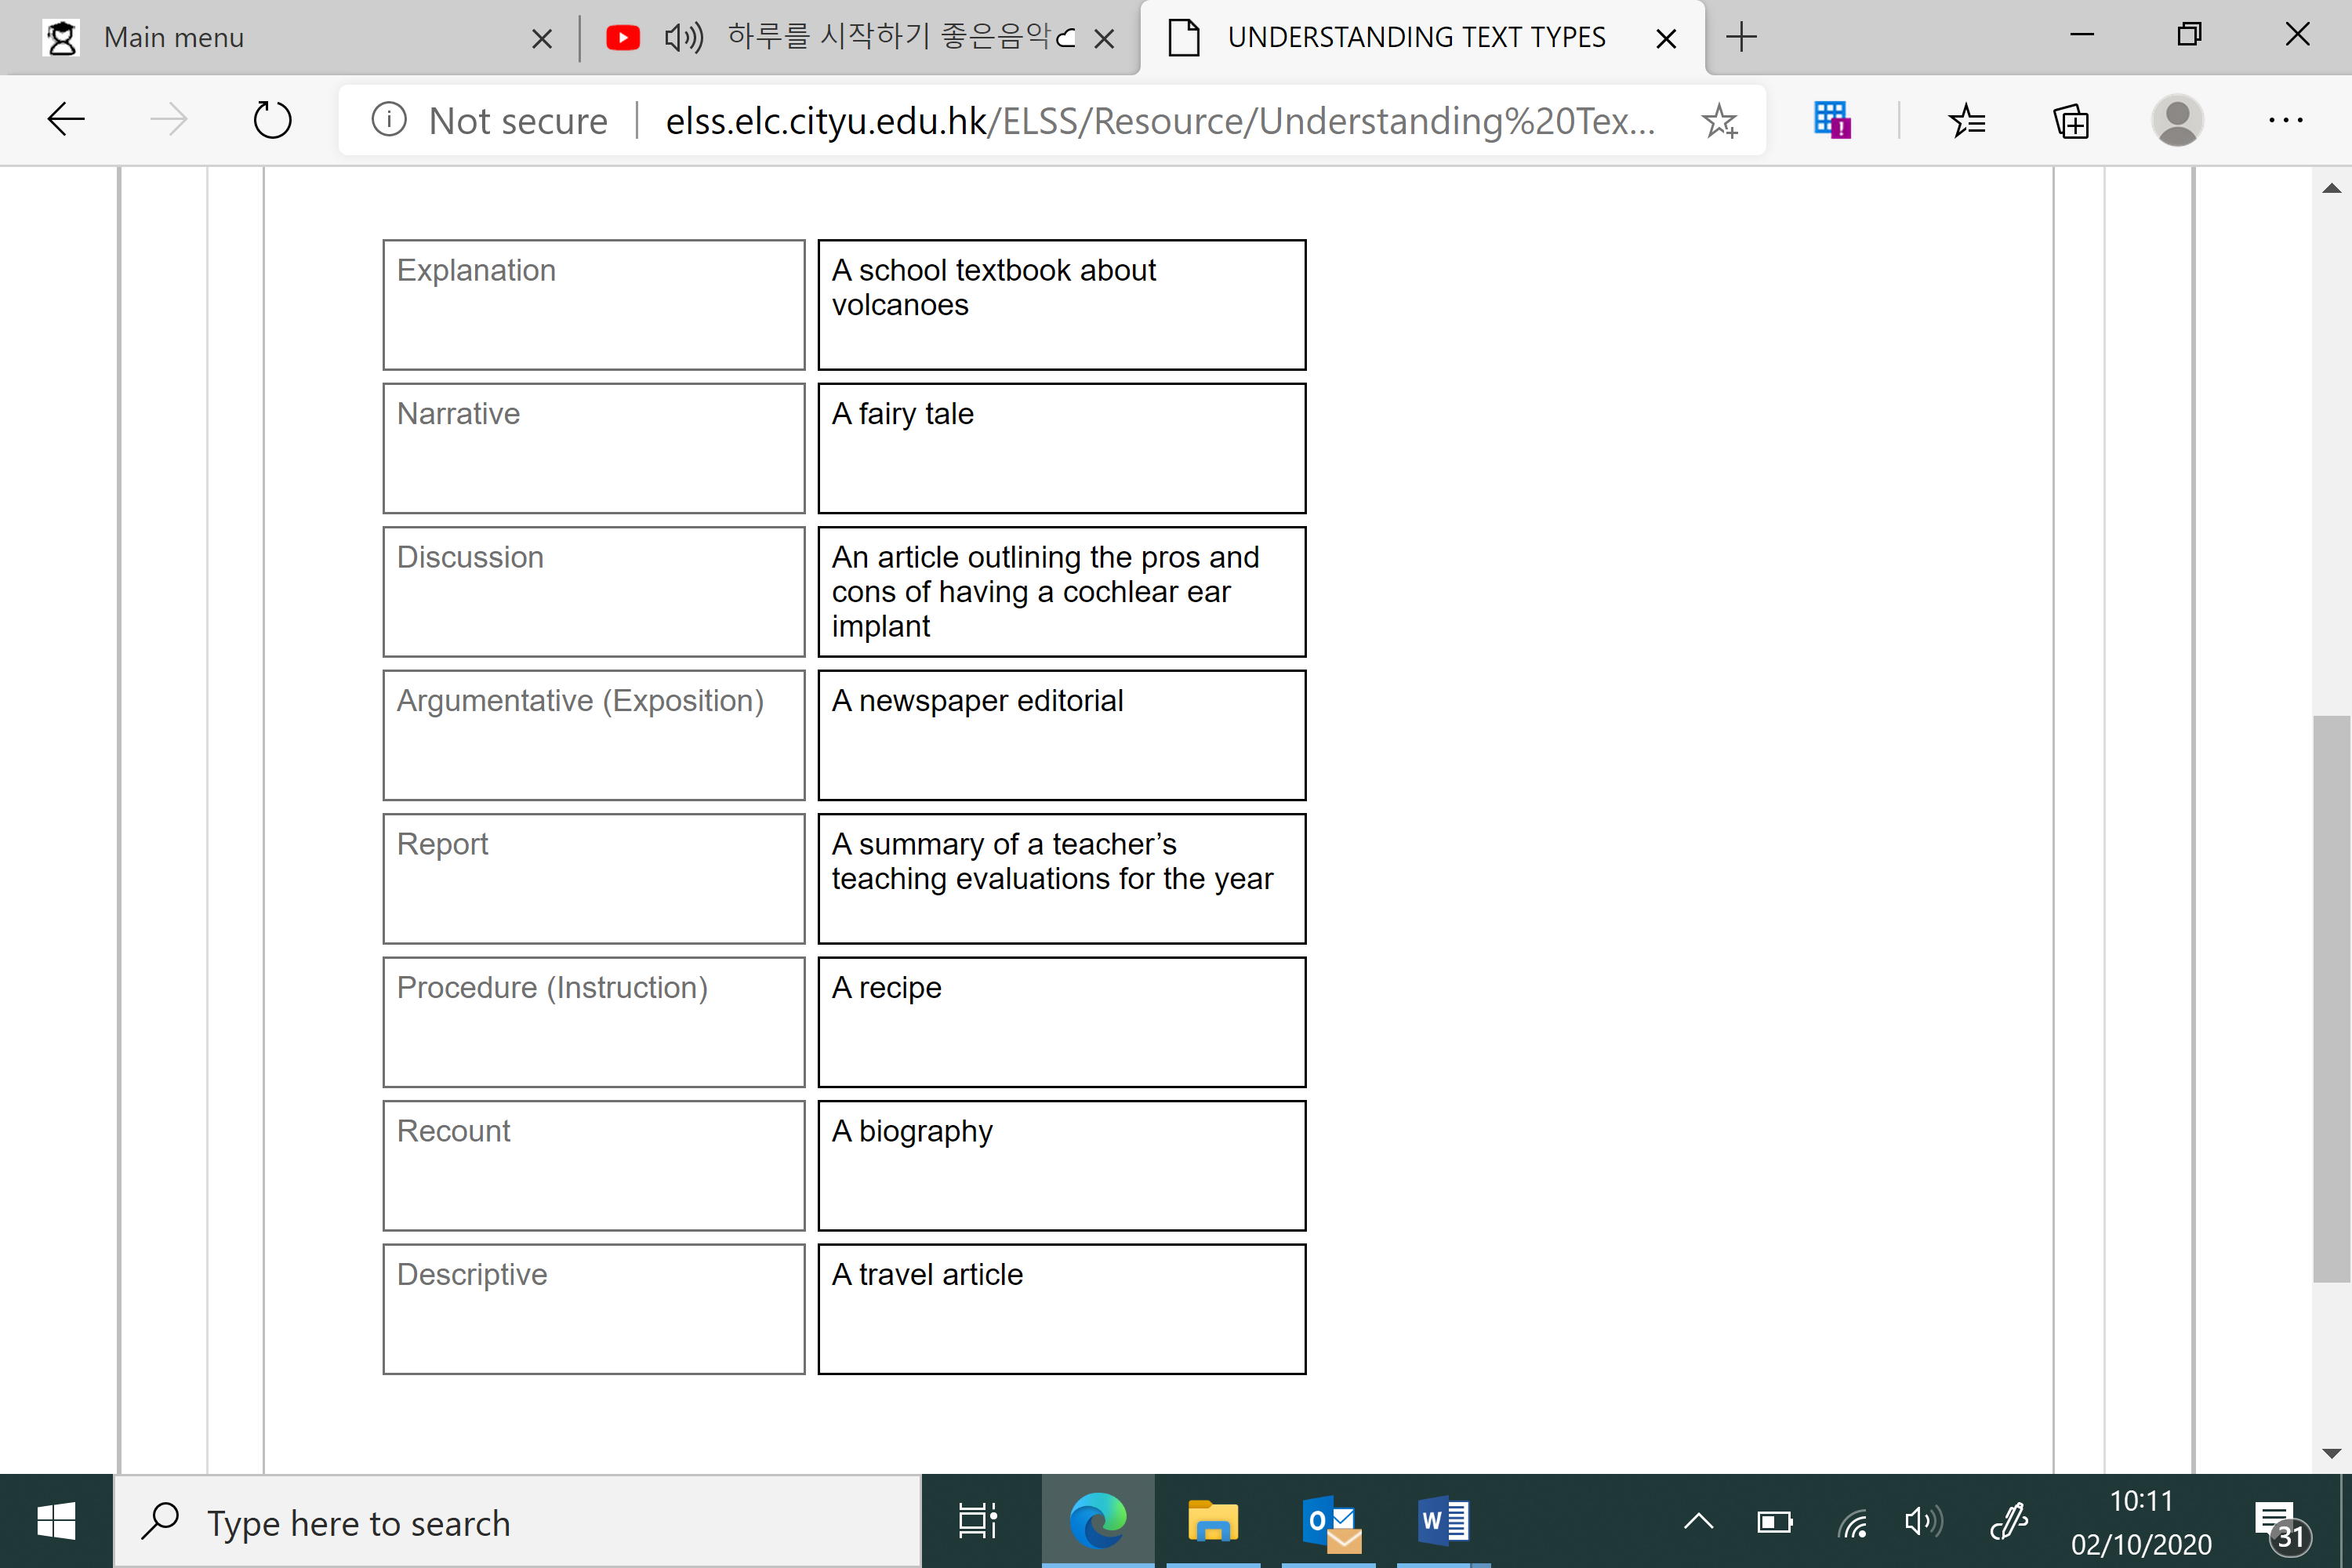 Main menu
하루를 시작하기 좋은음악
UNDERSTANDING TEXT TYPES
Not secure
elss.elc.cityu.edu.hk/ELSS/Resource/Understanding%20Tex...
Explanation
A school textbook about
volcanoes
Narrative
A fairy tale
Discussion
An article outlining the pros and
cons of having a cochlear ear
implant
Argumentative (Exposition)
A newspaper editorial
Report
A summary of a teacher’s
teaching evaluations for the year
Procedure (Instruction)
A recipe
Recount
A biography
Descriptive
A travel article
Type here to search
O
W
10:11
02/10/2020
31